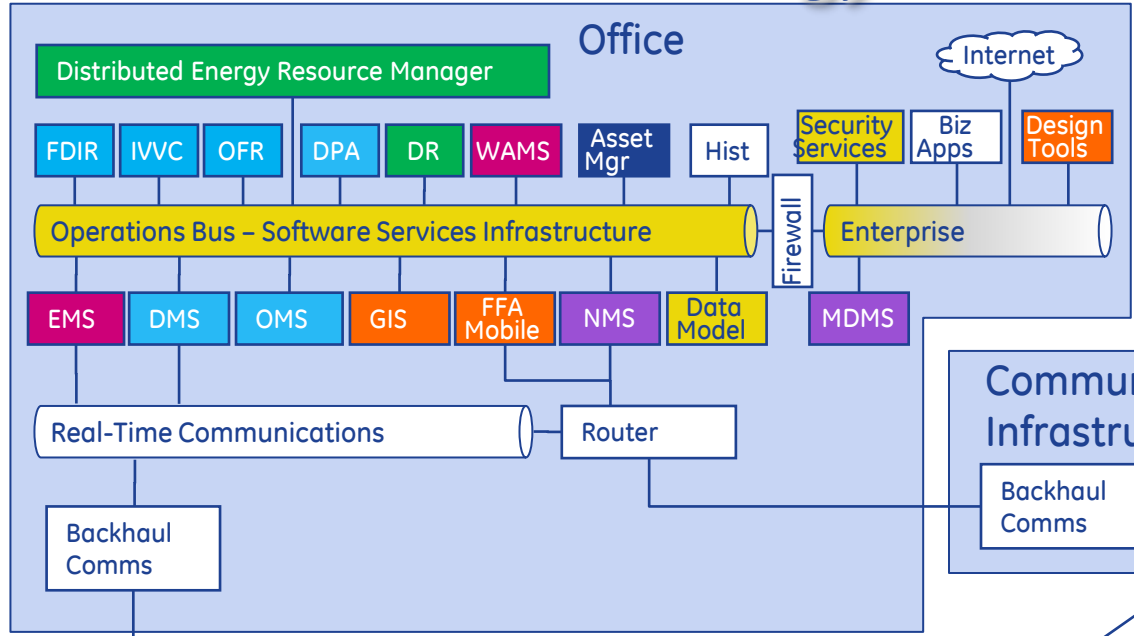 Office
Internet
Distributed Energy Resource Manager
FDIR
IVVC
OFR
DPA
DR
WAMS
Asset
Mgr
Hist
Security
Services
Biz
Apps
Design
Tools
Operations Bus – Software Services Infrastructure
Firewall
Enterprise
EMS
DMS
OMS
GIS
FFA
Mobile
NMS
Data
Model
MDMS
Real-Time Communications
Router
Backhaul
Comms
Backhaul
Comms